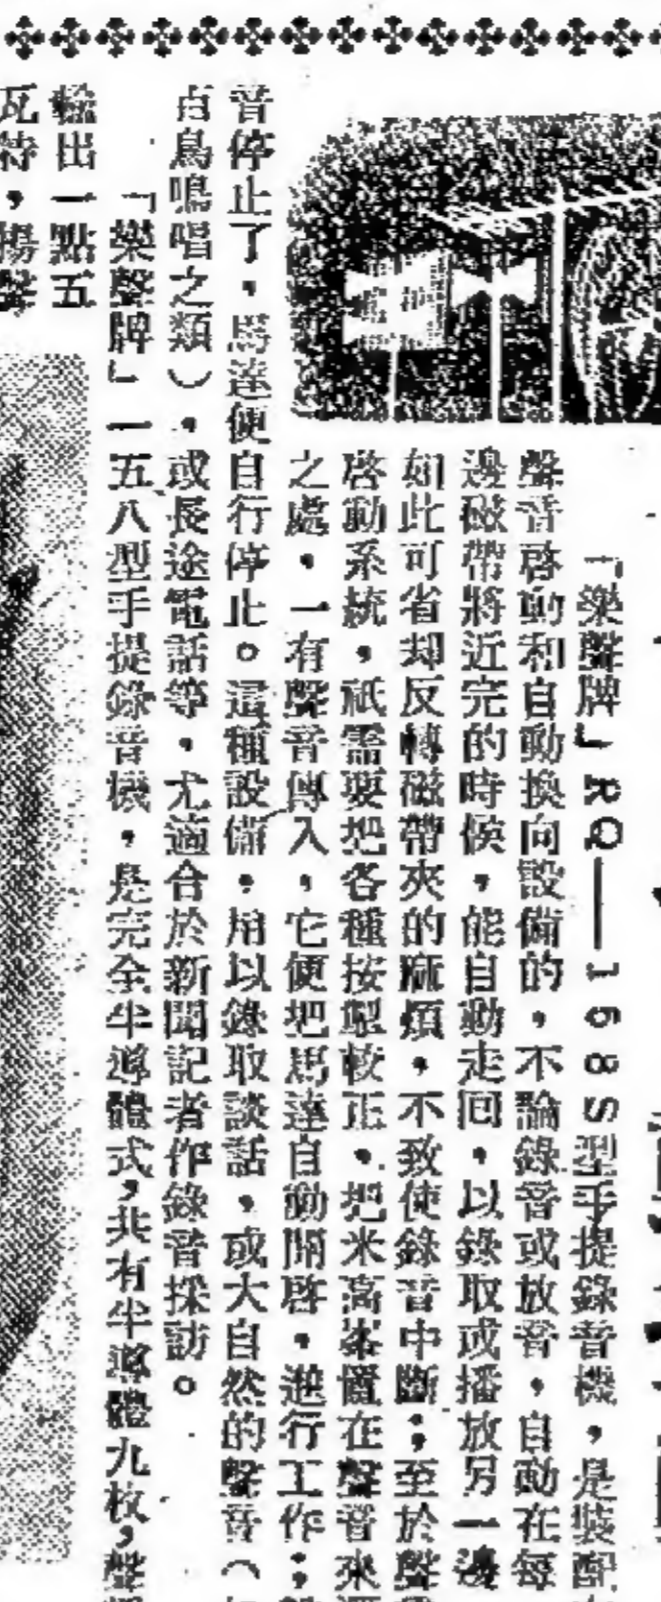 「樂聲牌」RQ——168S型手提錄音機,是裝配
聲音啓動和自動換向設備的,不論錄音或放音,自動在每
邊磁帶將近完的時候,能自動走回,以錄取或播放另一邊
如此可省却反轉磁帶夾的麻煩,不致使錄音中斷;至於聲
啓動系統,祇需要把各種按掣較正,把米高峯置在聲音來
之處,一有聲音傳入,它便把馬達自動開啓,進行工作;
音停止了,馬達便自行停止。這種設備,用以錄取談話,或大自然的聲音(
百鳥鳴唱之類),或長途電話等,尤適合於新聞記者作錄音採訪。
「樂聲牌」一五八型手提錄音機,是完全半導體式,共有半導體九枚,聲
輸出一點五
瓦特,揚聲